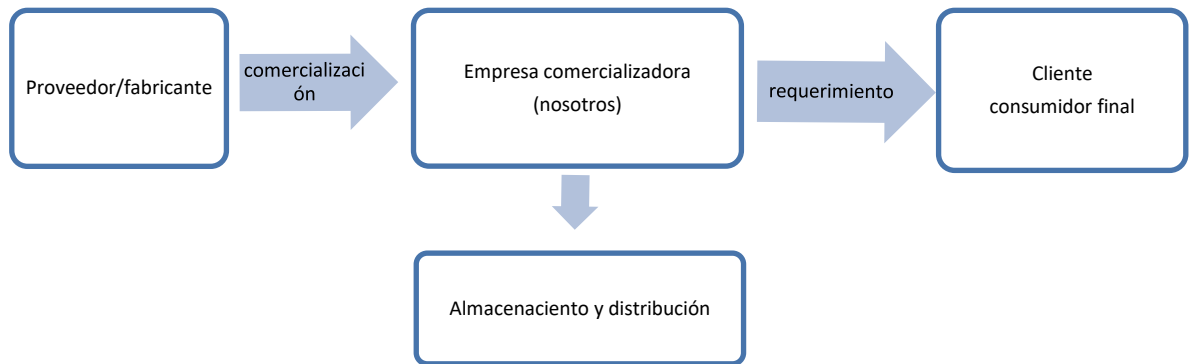 Proveedor/fabricante
comercializaci
ón
Empresa comercializadora
(nosotros)
requerimiento
Cliente
consumidor final
Almacenaciento y distribución